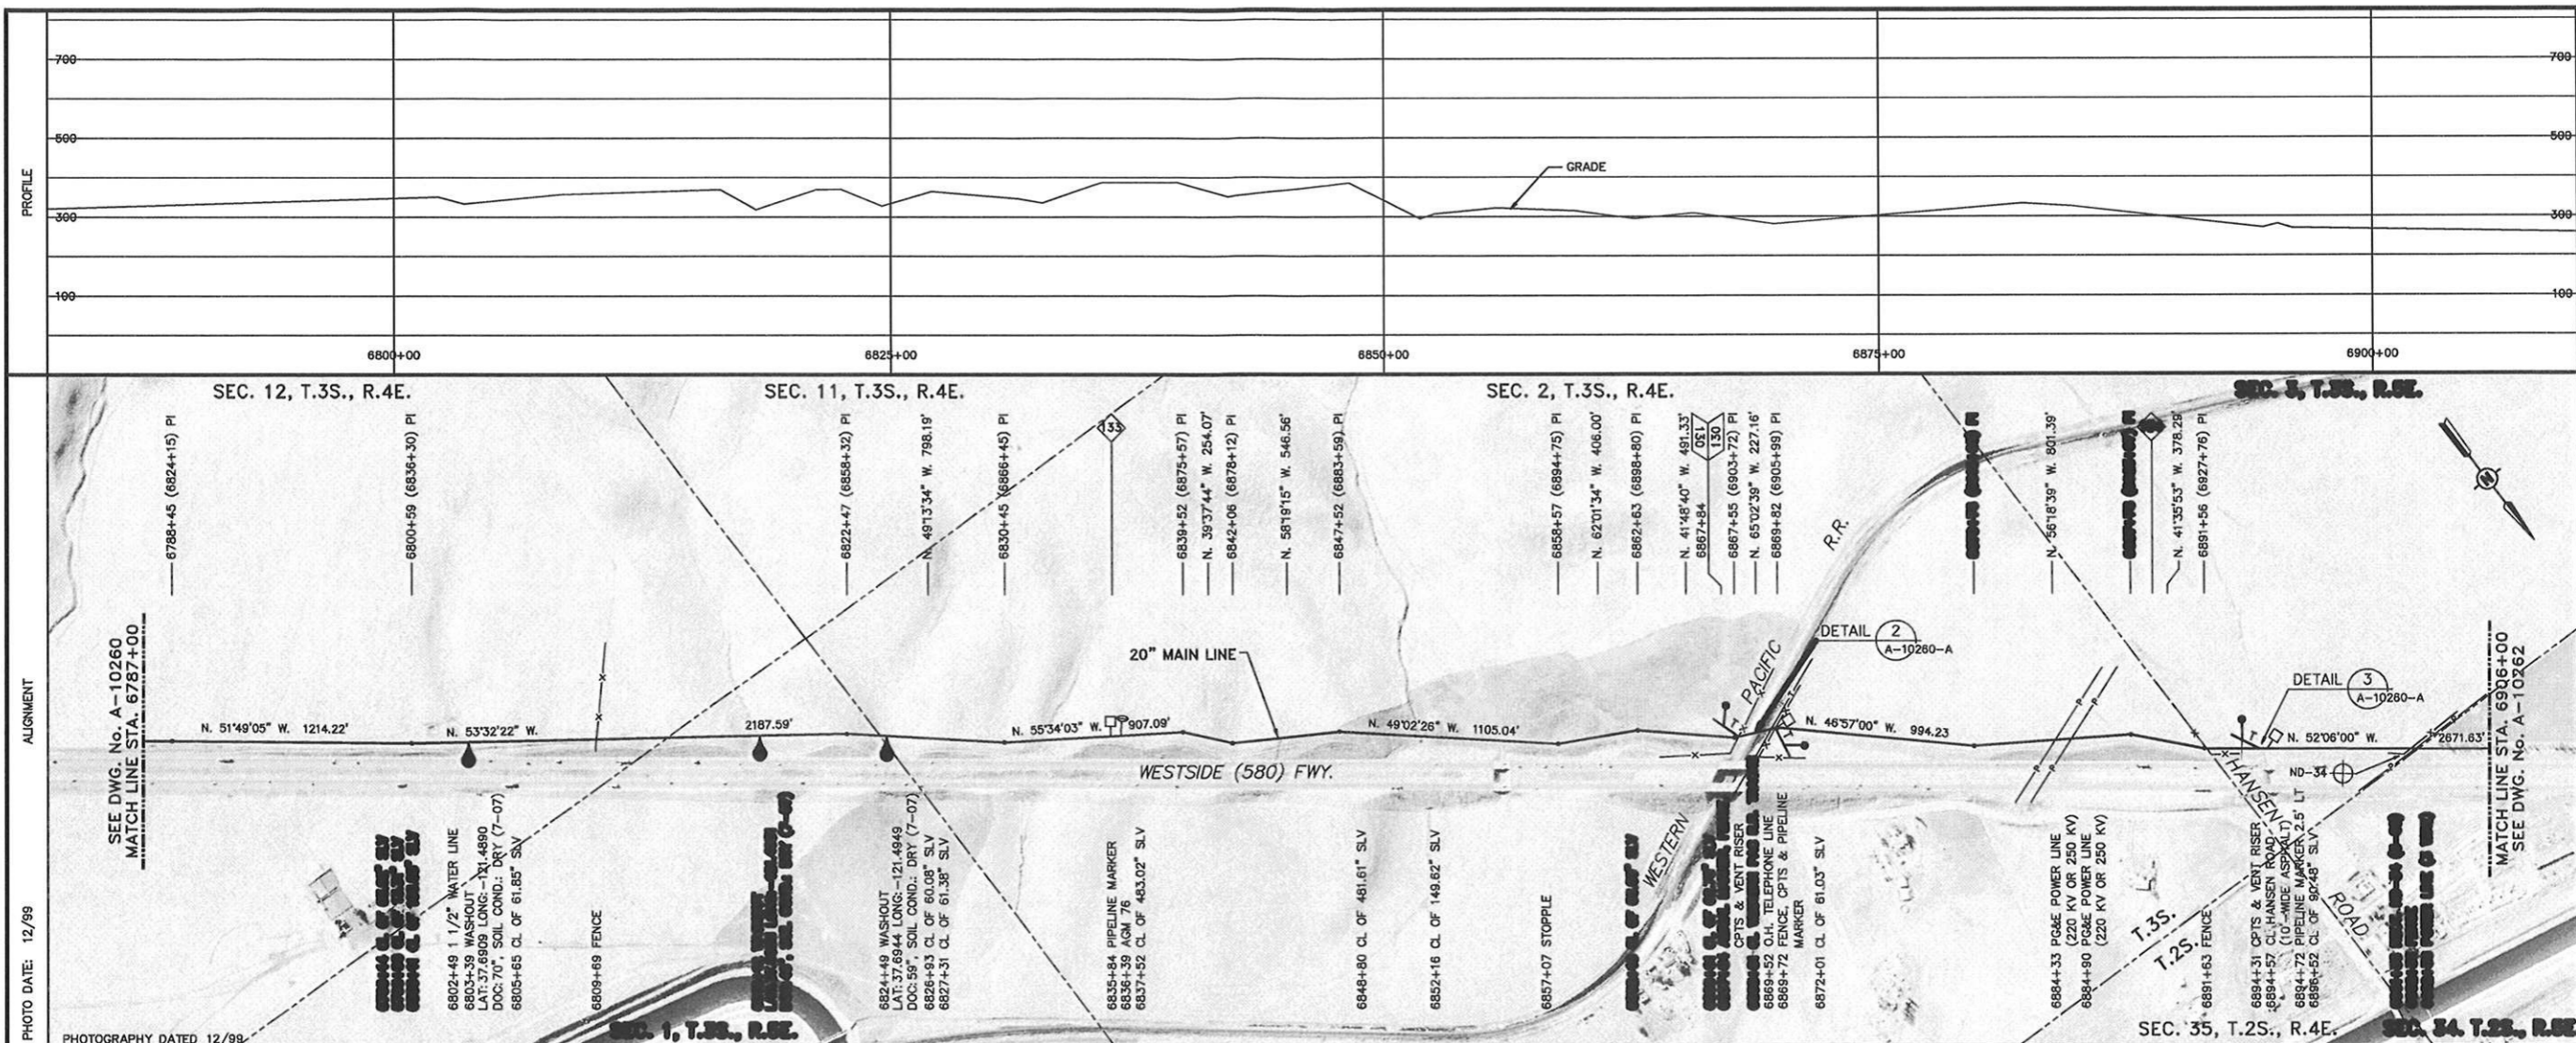 PROFILE
700
500
300
100
700
500
300
100
GRADE
6800+00
6825+00
6850+00
6875+00
6900+00
ALIGNMENT
PHOTO DATE: 12/99
SEC. 12, T.3S., R.4E.
SEC. 11, T.3S., R.4E.
SEC. 2, T.3S., R.4E.
6788+45 (6824+15) PI
6800+59 (6836+30) PI
6822+47 (6858+32) PI
N. 49°13'34" W. 798.19'
6830+45 (6866+45) PI
133
6839+52 (6875+57) PI
N. 39°37'44" W. 254.07'
6842+06 (6878+12) PI
N. 58°19'15" W. 546.56'
6847+52 (6883+59) PI
6858+57 (6894+75) PI
N. 62°01'34" W. 406.00'
6862+63 (6898+80) PI
N. 41°48'40" W. 491.33'
6867+84
130
131
6867+55 (6903+72) PI
N. 65°02'39" W. 227.16'
6869+82 (6905+99) PI
N. 56°18'39" W. 801.39'
N. 41°35'53" W. 378.29'
6891+56 (6927+76) PI
N
R.R.
PACIFIC
WESTERN
SEE DWG. No. A-10260
MATCH LINE STA. 6787+00
20" MAIN LINE
DETAIL 2
A-10260-A
DETAIL 3
A-10260-A
MATCH LINE STA. 6906+00
SEE DWG. No. A-10262
N. 51°49'05" W. 1214.22'
N. 53°32'22" W.
2187.59'
N. 55°34'03" W.
907.09'
N. 49°02'26" W. 1105.04'
N. 46°57'00" W. 994.23
N. 52°06'00" W.
2671.63'
WESTSIDE (580) FWY.
ND-34
HANSEN
ROAD
6802+49 1 1/2" WATER LINE
6803+39 WASHOUT
LAT:37.6909 LONG:-121.4890
DOC: 70", SOIL COND.: DRY (7-07)
6805+65 CL OF 61.85" SLV
6809+69 FENCE
6824+49 WASHOUT
LAT:37.6944 LONG:-121.4949
DOC: 59", SOIL COND.: DRY (7-07)
6826+93 CL OF 60.08" SLV
6827+31 CL OF 61.38" SLV
6835+84 PIPELINE MARKER
6836+39 AGM 76
6837+52 CL OF 483.02" SLV
6848+80 CL OF 481.61" SLV
6852+16 CL OF 149.62" SLV
6857+07 STOPPLE
CPTS & VENT RISER
6869+52 O.H. TELEPHONE LINE
6869+72 FENCE, CPTS & PIPELINE
MARKER
6872+01 CL OF 61.03" SLV
6884+33 PG&E POWER LINE
(220 KV OR 250 KV)
6884+90 PG&E POWER LINE
(220 KV OR 250 KV)
6891+63 FENCE
6894+31 CPTS & VENT RISER
6894+57 CL HANSEN ROAD
(10'-WIDE ASPHALT)
6894+72 PIPELINE MARKER 2.5' LT
6896+52 CL OF 90.48" SLV
T.3S.
T.2S.
PHOTOGRAPHY DATED 12/99
SEC. 35, T.2S., R.4E.